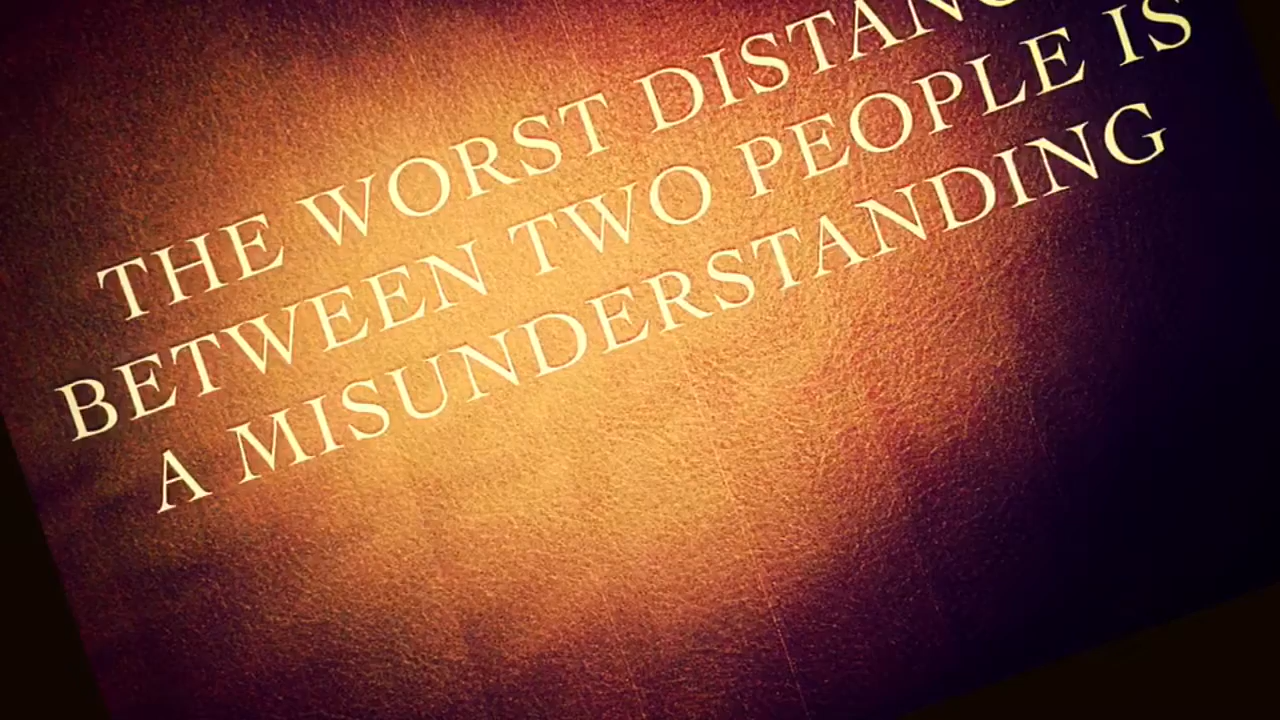 THE WORST DISTANC
BETWEEN TWO PEOPLE IS
A MISUNDERSTANDING